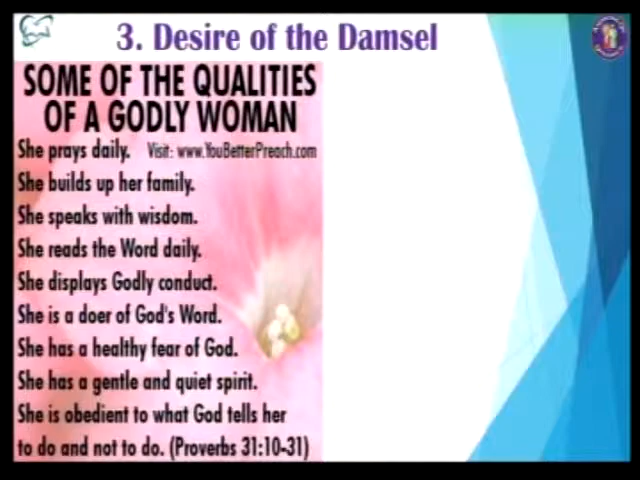 3. Desire of the Damsel
SOME OF THE QUALITIES
OF A GODLY WOMAN
She prays daily. Visit: www.YouBetterPreach.com
She builds up her family.
She speaks with wisdom.
She reads the Word daily.
She displays Godly conduct.
She is a doer of God's Word.
She has a healthy fear of God.
She has a gentle and quiet spirit.
She is obedient to what God tells her
to do and not to do. (Proverbs 31:10-31)